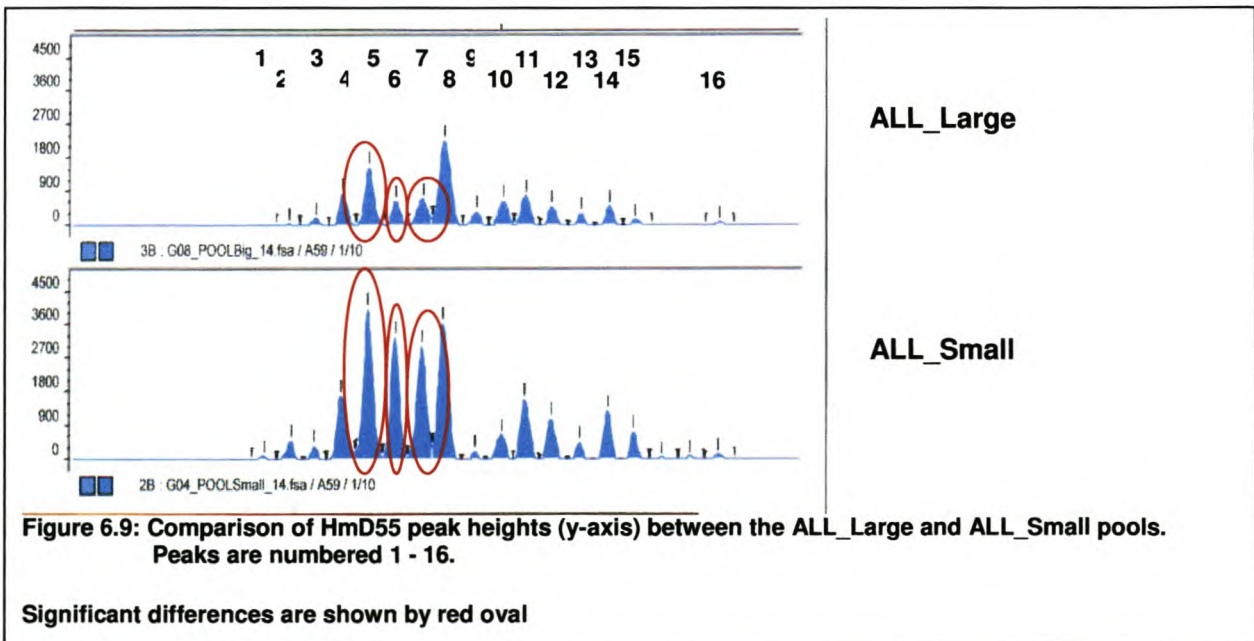 4500
3600
2700
1800
900
0
1 3 5 7 9 11 13 15
2 4 6 8 10 12 14 16
ALL_Large
3B : G08_POOLBig_14.fsa / A59 / 1/10
4500
3600
2700
1800
900
0
ALL_Small
2B : G04_POOLSmall_14.fsa / A59 / 1/10
Figure 6.9: Comparison of HmD55 peak heights (y-axis) between the ALL_Large and ALL_Small pools.
Peaks are numbered 1 - 16.
Significant differences are shown by red oval